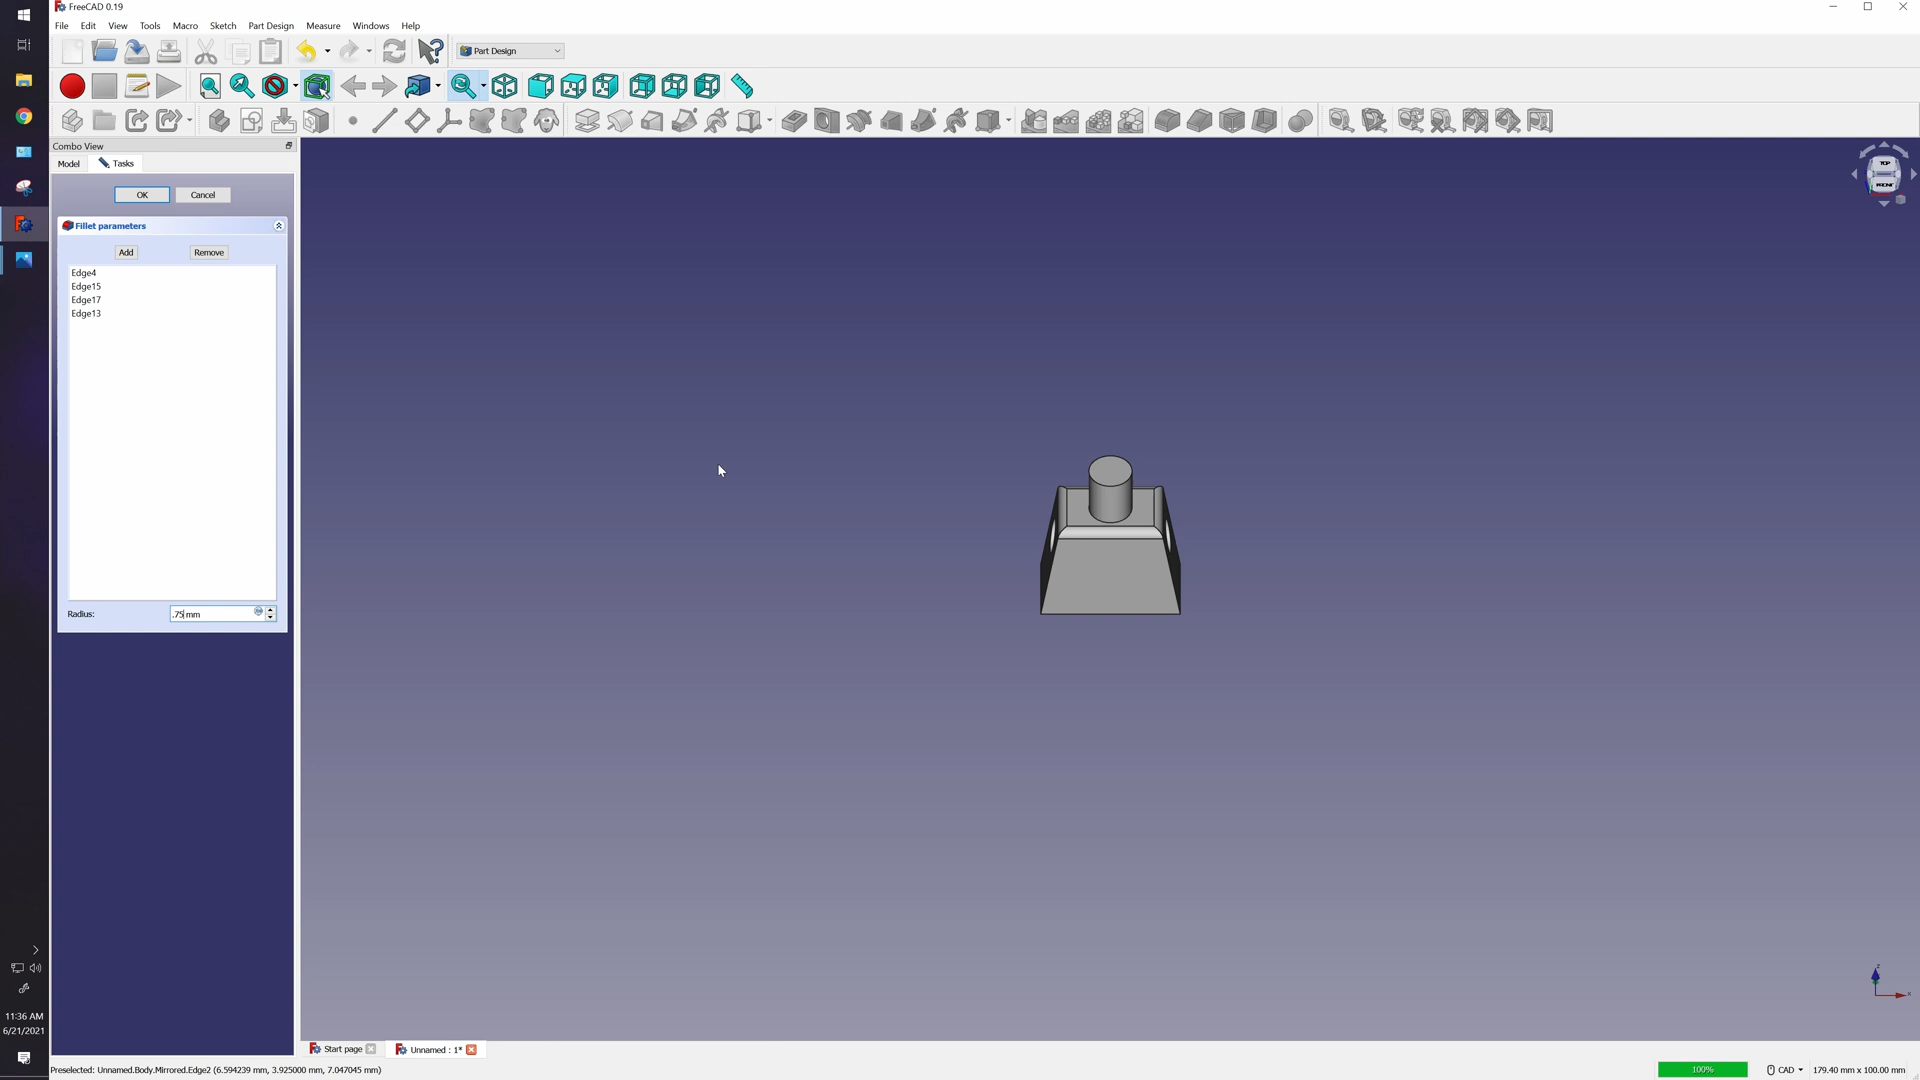 FreeCAD 0.19
File Edit View Tools Macro Sketch Part Design Measure Windows Help
Part Design
Combo View
Model Tasks
OK Cancel
Fillet parameters
Add Remove
Edge4
Edge15
Edge17
Edge13
Radius: .75 mm
TOP
FRONT
z
x
11:36 AM
6/21/2021
Start page Unnamed : 1*
Preselected: Unnamed.Body.Mirrored.Edge2 (6.594239 mm, 3.925000 mm, 7.047045 mm)
100% CAD 179.40 mm x 100.00 mm